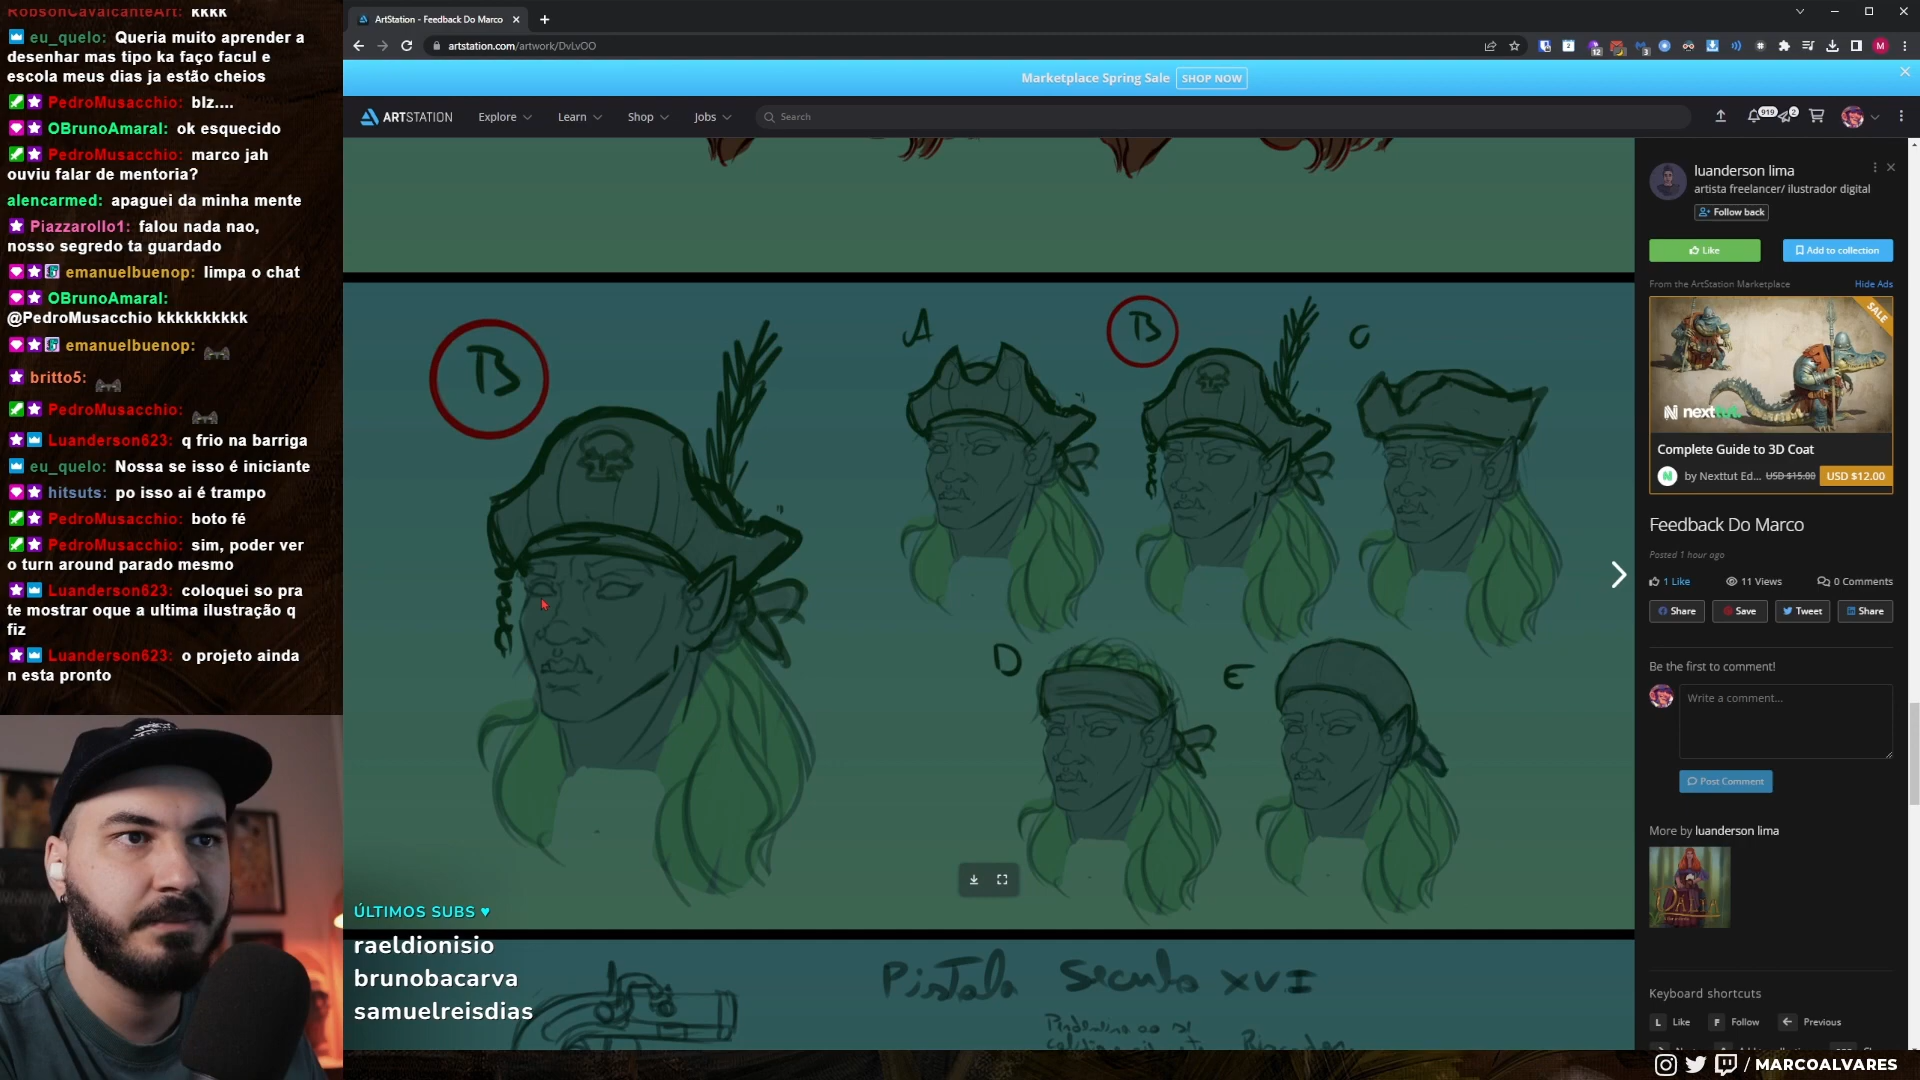 RobsonCavalcanteArt: kkkk
eu_quelo: Queria muito aprender a
desenhar mas tipo ka faço facul e
escola meus dias ja estão cheios
PedroMusacchio: blz....
OBrunoAmaral: ok esquecido
PedroMusacchio: marco jah
ouviu falar de mentoria?
alencarmed: apaguei da minha mente
Piazzarollo1: falou nada nao,
nosso segredo ta guardado
emanuelbuenop: limpa o chat
OBrunoAmaral:
@PedroMusacchio kkkkkkkkkk
emanuelbuenop:
britto5:
PedroMusacchio:
Luanderson623: q frio na barriga
eu_quelo: Nossa se isso é iniciante
hitsuts: po isso ai é trampo
PedroMusacchio: boto fé
PedroMusacchio: sim, poder ver
o turn around parado mesmo
Luanderson623: coloquei so pra
te mostrar oque a ultima ilustração q
fiz
Luanderson623: o projeto ainda
n esta pronto
ArtStation - Feedback Do Marco
artstation.com/artwork/DvLvOO
12
3
M
Marketplace Spring Sale SHOP NOW
ARTSTATION Explore Learn Shop Jobs Search
919 2
B
A
B
C
D
E
Pistola Seculo XVI
ÚLTIMOS SUBS ♥
raeldionisio
brunobacarva
samuelreisdias
luanderson lima
artista freelancer/ ilustrador digital
Follow back
Like Add to collection
From the ArtStation Marketplace Hide Ads
SALE
nexttut
Complete Guide to 3D Coat
by Nexttut Ed... USD $15.00 USD $12.00
Feedback Do Marco
Posted 1 hour ago
1 Like 11 Views 0 Comments
Share Save Tweet Share
Be the first to comment!
Write a comment...
Post Comment
More by luanderson lima
DALIA
Keyboard shortcuts
L Like F Follow Previous
/ MARCOALVARES